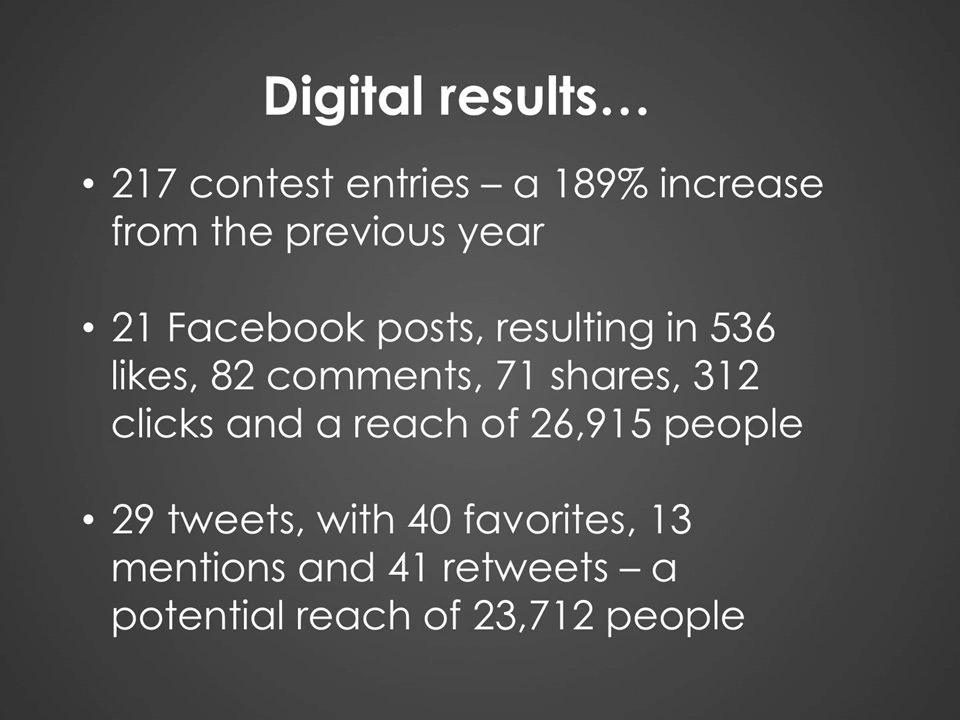 Digital results…
• 217 contest entries – a 189% increase
from the previous year
• 21 Facebook posts, resulting in 536
likes, 82 comments, 71 shares, 312
clicks and a reach of 26,915 people
• 29 tweets, with 40 favorites, 13
mentions and 41 retweets – a
potential reach of 23,712 people